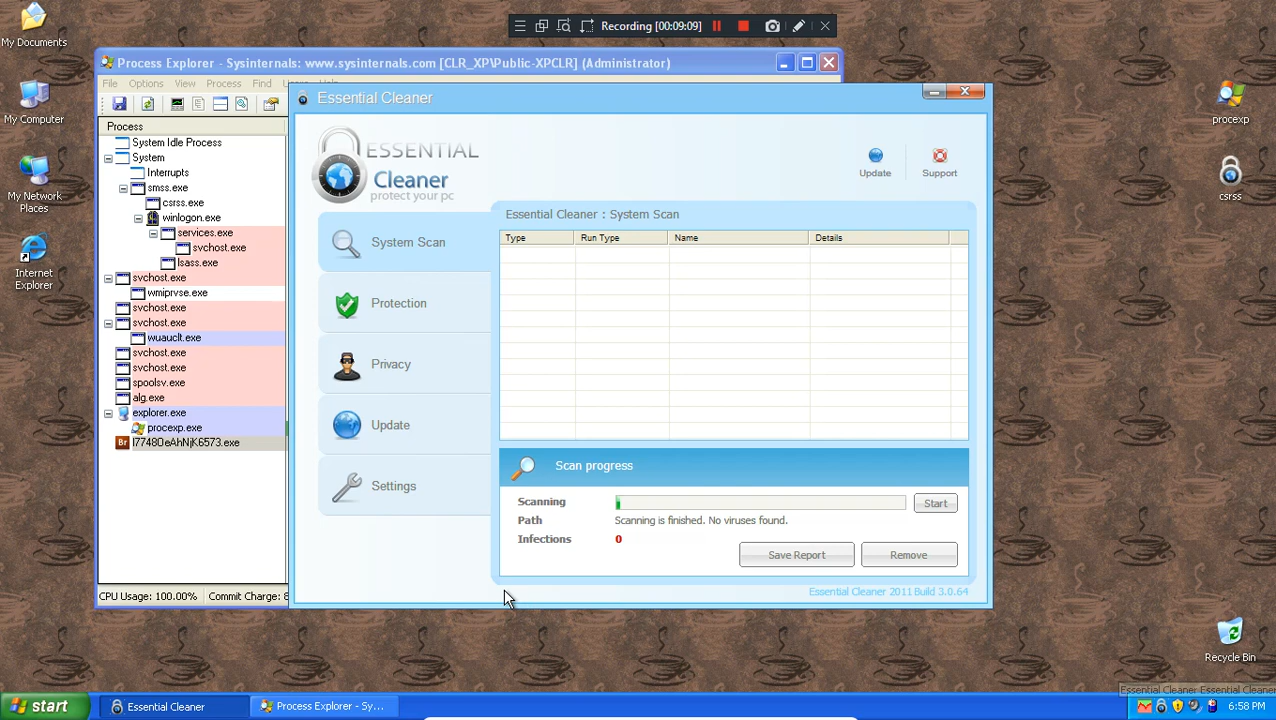 My Documents
My Computer
My Network
Places
Internet
Explorer
Recording [00:09:09]
Process Explorer - Sysinternals: www.sysinternals.com [CLR_XP\Public-XPCLR] (Administrator)
File Options View Process Find Users Help
Process
System Idle Process
System
Interrupts
smss.exe
csrss.exe
winlogon.exe
services.exe
svchost.exe
lsass.exe
svchost.exe
wmiprvse.exe
svchost.exe
svchost.exe
wuauclt.exe
svchost.exe
svchost.exe
spoolsv.exe
alg.exe
explorer.exe
procexp.exe
CPU Usage: 100.00% Commit Charge: 8
Essential Cleaner
ESSENTIAL
Cleaner
protect your pc
Update
Support
System Scan
Protection
Privacy
Update
Settings
Essential Cleaner : System Scan
Type Run Type Name Details
Scan progress
Scanning
Start
Path Scanning is finished. No viruses found.
Infections 0
Save Report Remove
Essential Cleaner 2011 Build 3.0.64
procexp
csrss
Recycle Bin
Essential Cleaner Essential Cleaner
start
Essential Cleaner
Process Explorer - Sy...
6:58 PM